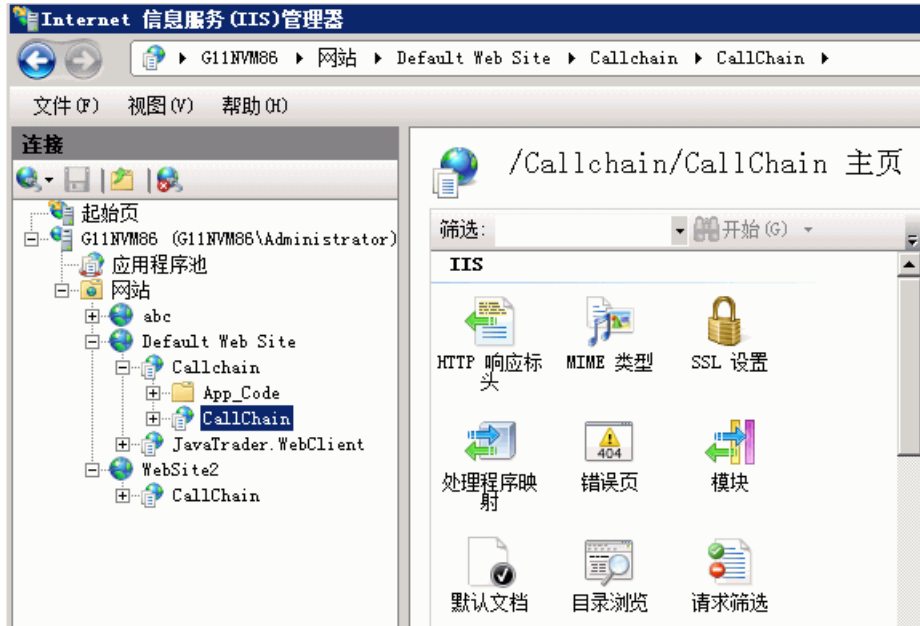 Internet 信息服务(IIS)管理器
G11NVM86 网站 Default Web Site Callchain CallChain
文件(F) 视图(V) 帮助(H)
连接
起始页
G11NVM86 (G11NVM86\Administrator)
应用程序池
网站
abc
Default Web Site
Callchain
App_Code
CallChain
JavaTrader.WebClient
WebSite2
CallChain
/Callchain/CallChain 主页
筛选: 开始(G)
IIS
HTTP 响应标
头
MIME 类型
SSL 设置
处理程序映
射
404
错误页
模块
默认文档
目录浏览
请求筛选